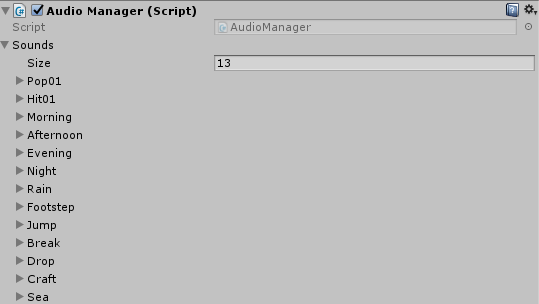 Audio Manager (Script)
Script AudioManager
Sounds
Size 13
Pop01
Hit01
Morning
Afternoon
Evening
Night
Rain
Footstep
Jump
Break
Drop
Craft
Sea